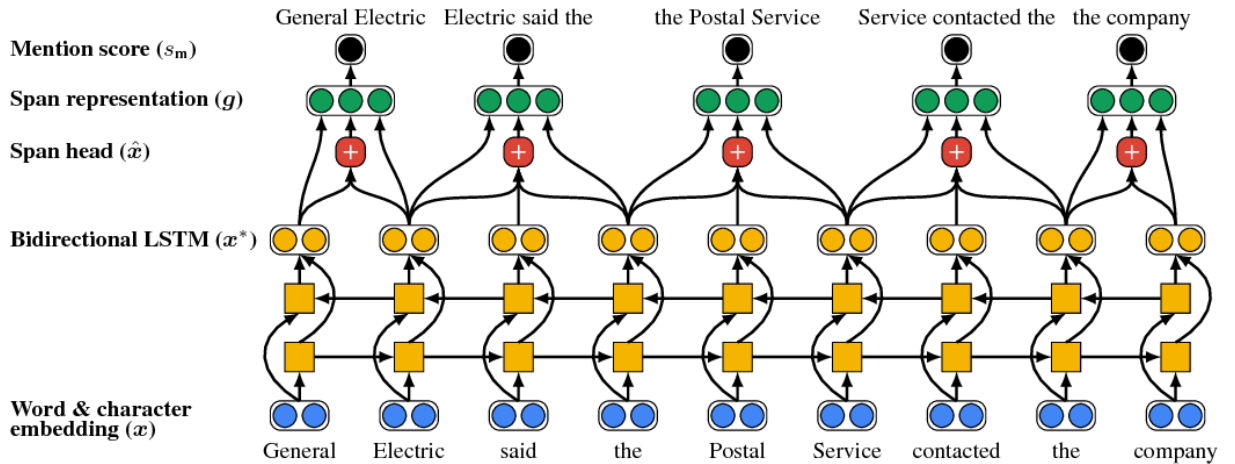 General Electric Electric said the the Postal Service Service contacted the the company
Mention score (sₘ)
Span representation (g)
Span head (x̂)
+ + + + +
Bidirectional LSTM (x*)
Word & character
embedding (x)
General Electric said the Postal Service contacted the company